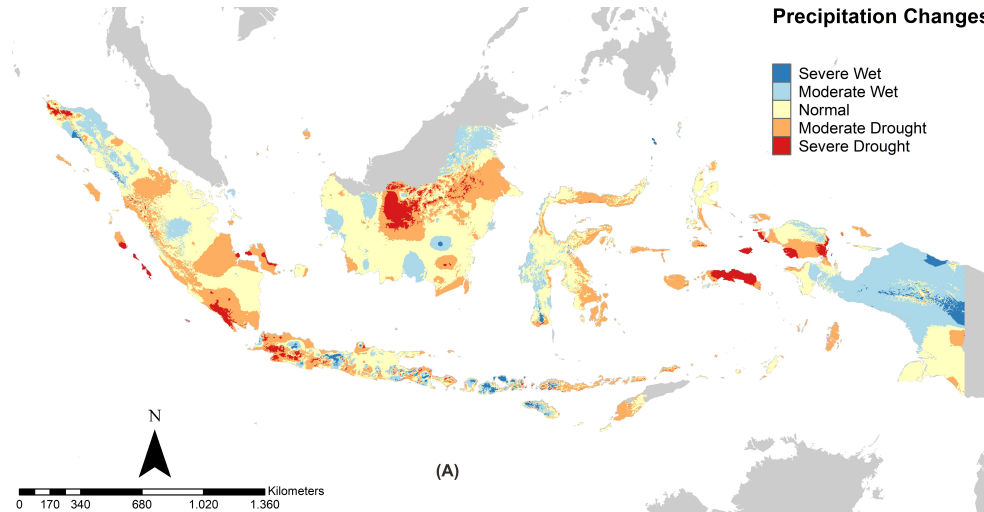 Precipitation Changes
Severe Wet
Moderate Wet
Normal
Moderate Drought
Severe Drought
N
(A)
Kilometers
0 170 340 680 1.020 1.360